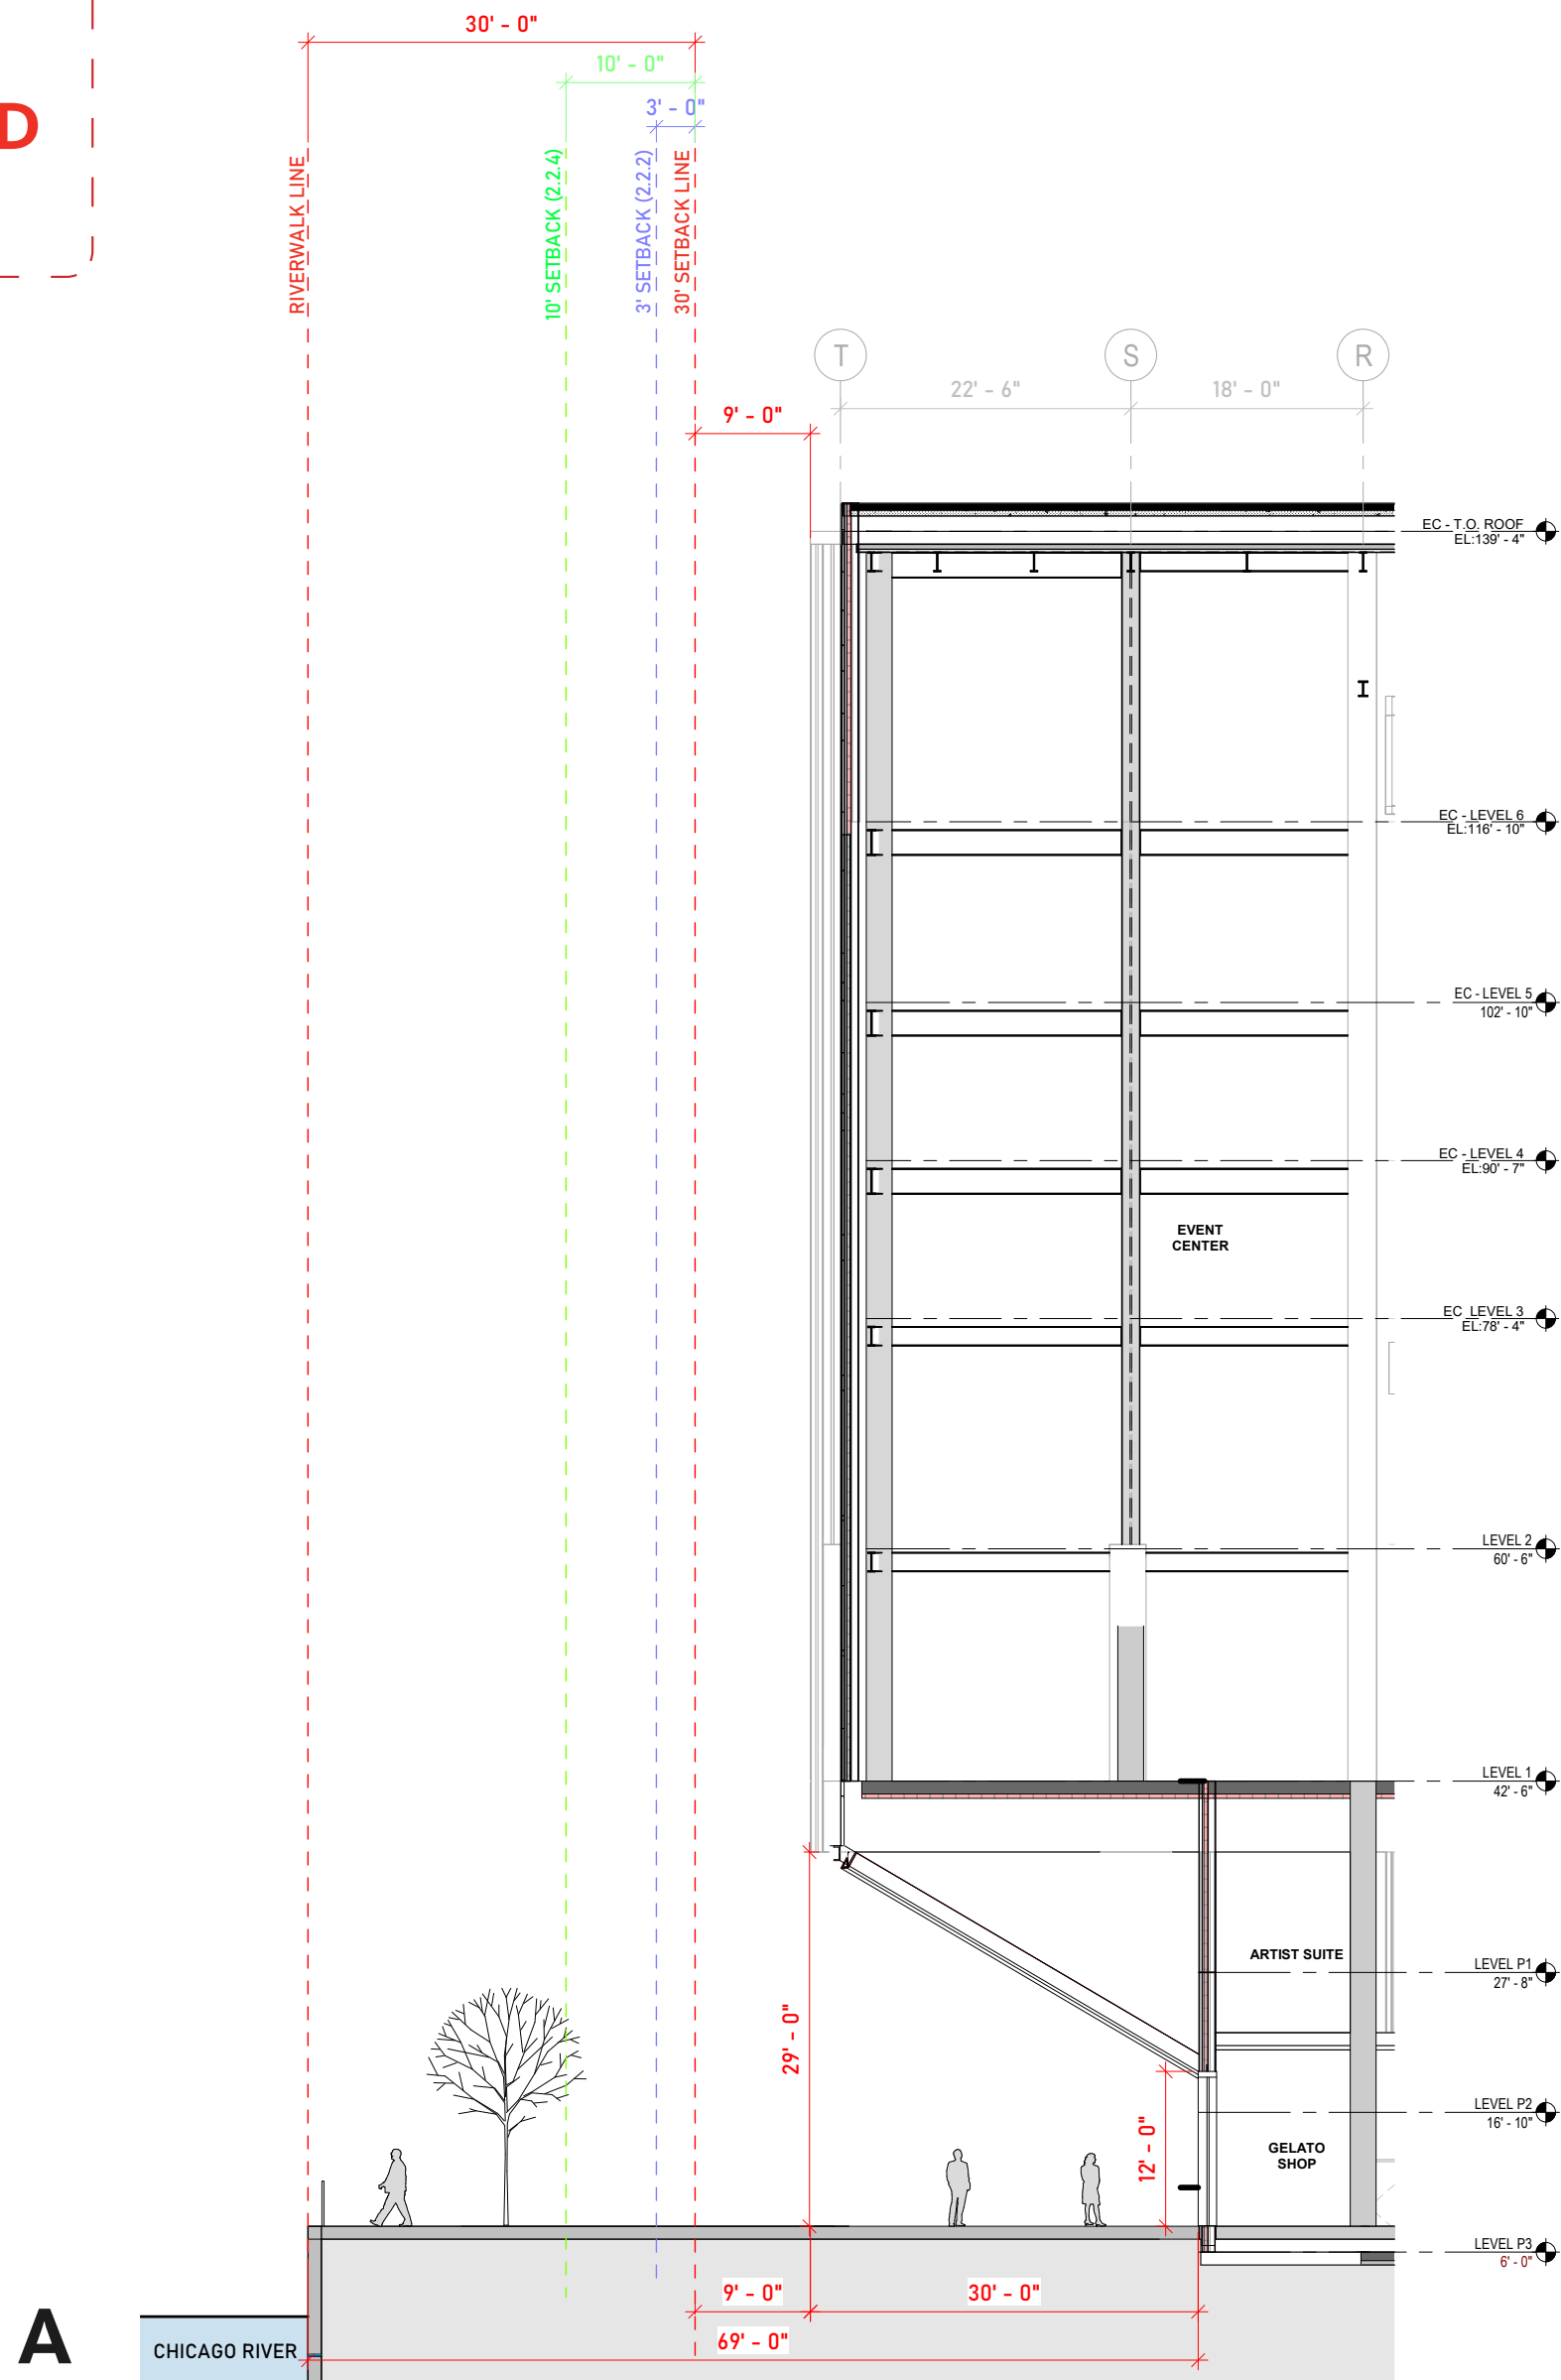 30' - 0"
10' - 0"
3' - 0"
D
RIVERWALK LINE
10' SETBACK (2.2.4)
3' SETBACK (2.2.2)
30' SETBACK LINE
T
S
R
22' - 6"
18' - 0"
9' - 0"
EC - T.O. ROOF
EL:139' - 4"
EC - LEVEL 6
EL:116' - 10"
EC - LEVEL 5
102' - 10"
EC - LEVEL 4
EL:90' - 7"
EVENT
CENTER
EC LEVEL 3
EL:78' - 4"
LEVEL 2
60' - 6"
LEVEL 1
42' - 6"
ARTIST SUITE
LEVEL P1
27' - 8"
29' - 0"
12' - 0"
LEVEL P2
16' - 10"
GELATO
SHOP
LEVEL P3
6' - 0"
9' - 0"
30' - 0"
69' - 0"
A
CHICAGO RIVER